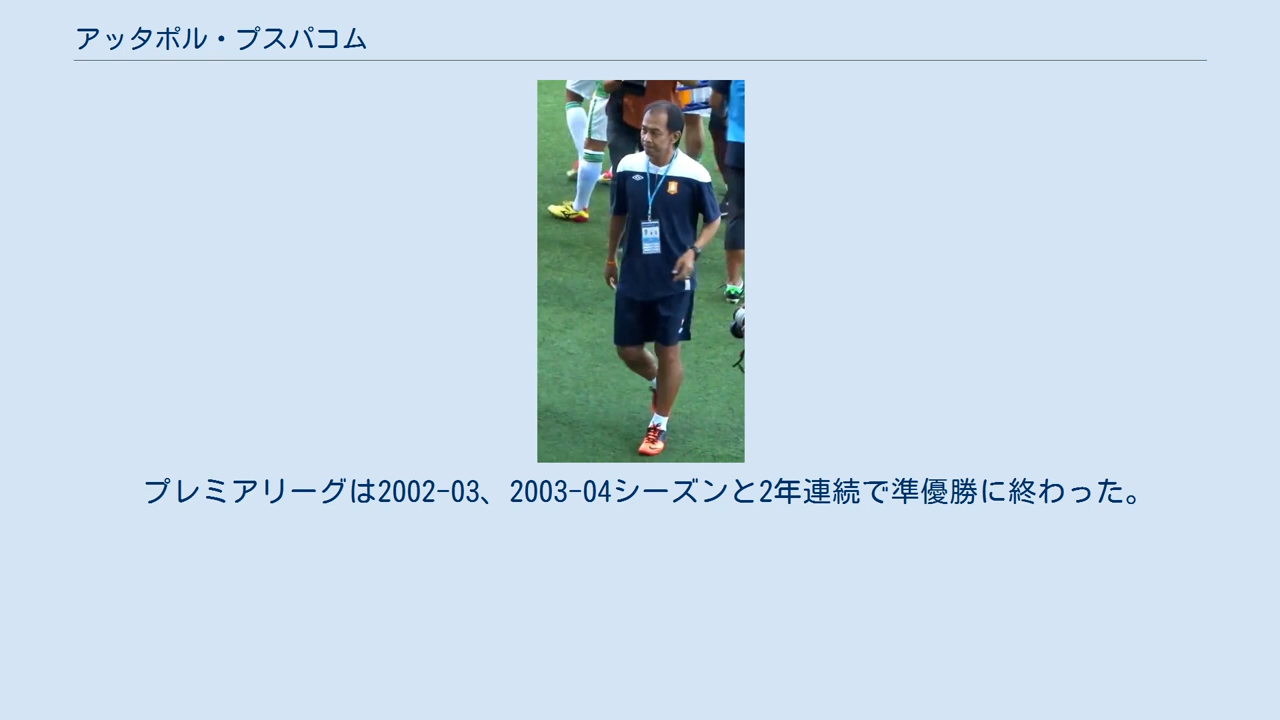 アッタポル・プスパコム
プレミアリーグは2002-03、2003-04シーズンと2年連続で準優勝に終わった。